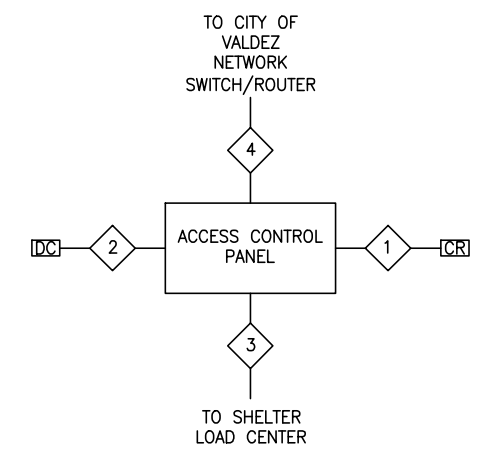 TO CITY OF
VALDEZ
NETWORK
SWITCH/ROUTER
4
DC
2
ACCESS CONTROL
PANEL
1
CR
3
TO SHELTER
LOAD CENTER